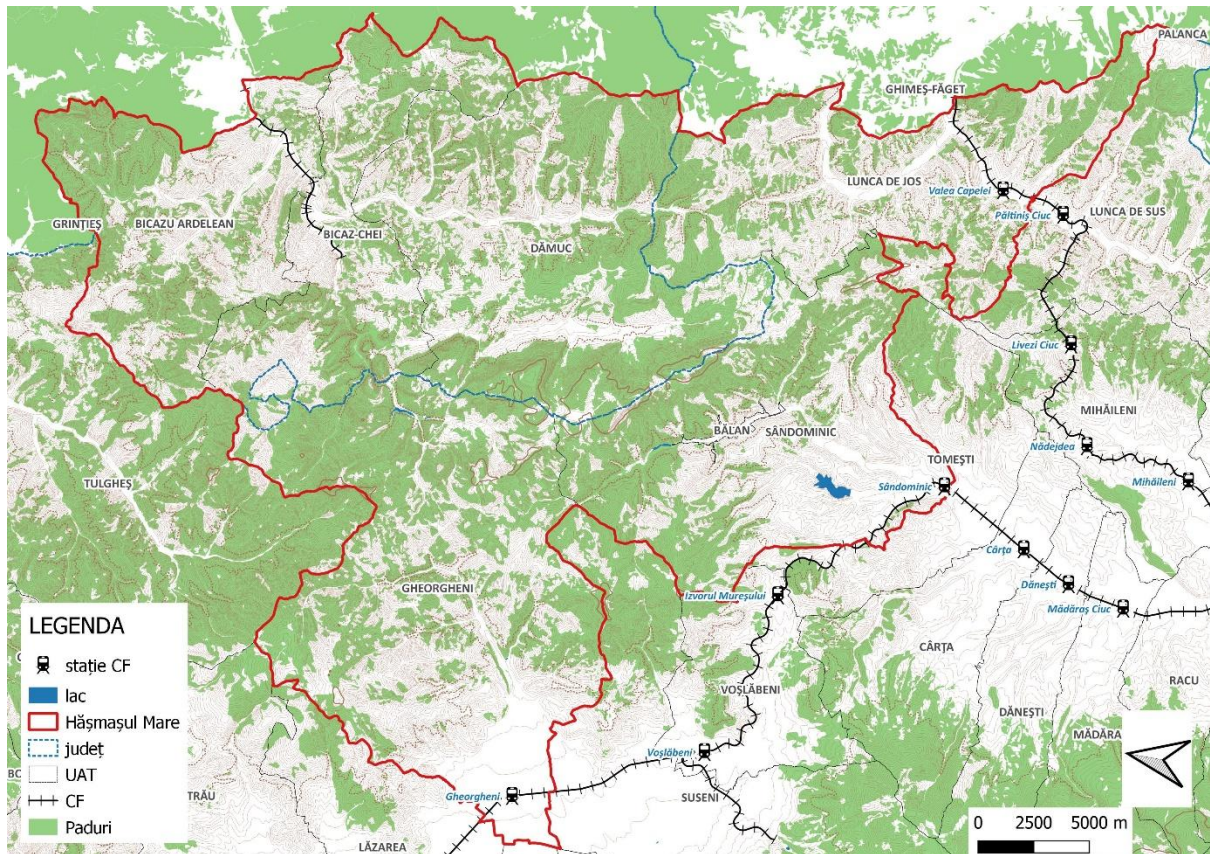 PALANCA
GHIMEȘ-FĂGET
LUNCA DE JOS
Valea Capelei
Păltiniș Ciuc
LUNCA DE SUS
GRINȚIEȘ
BICAZU ARDELEAN
BICAZ-CHEI
DĂMUC
Livezi Ciuc
MIHĂILENI
BĂLAN
SÂNDOMINIC
TOMEȘTI
Nădejdea
Mihăileni
TULGHEȘ
Sândominic
Cârța
Dănești
Mădăraș Ciuc
GHEORGHENI
Izvorul Mureșului
CÂRȚA
VOȘLĂBENI
RACU
DĂNEȘTI
MĂDĂRA
Voșlăbeni
Gheorgheni
SUSENI
TRĂU
LĂZAREA
LEGENDA
stație CF
lac
Hășmașul Mare
județ
UAT
CF
Paduri
0 2500 5000 m